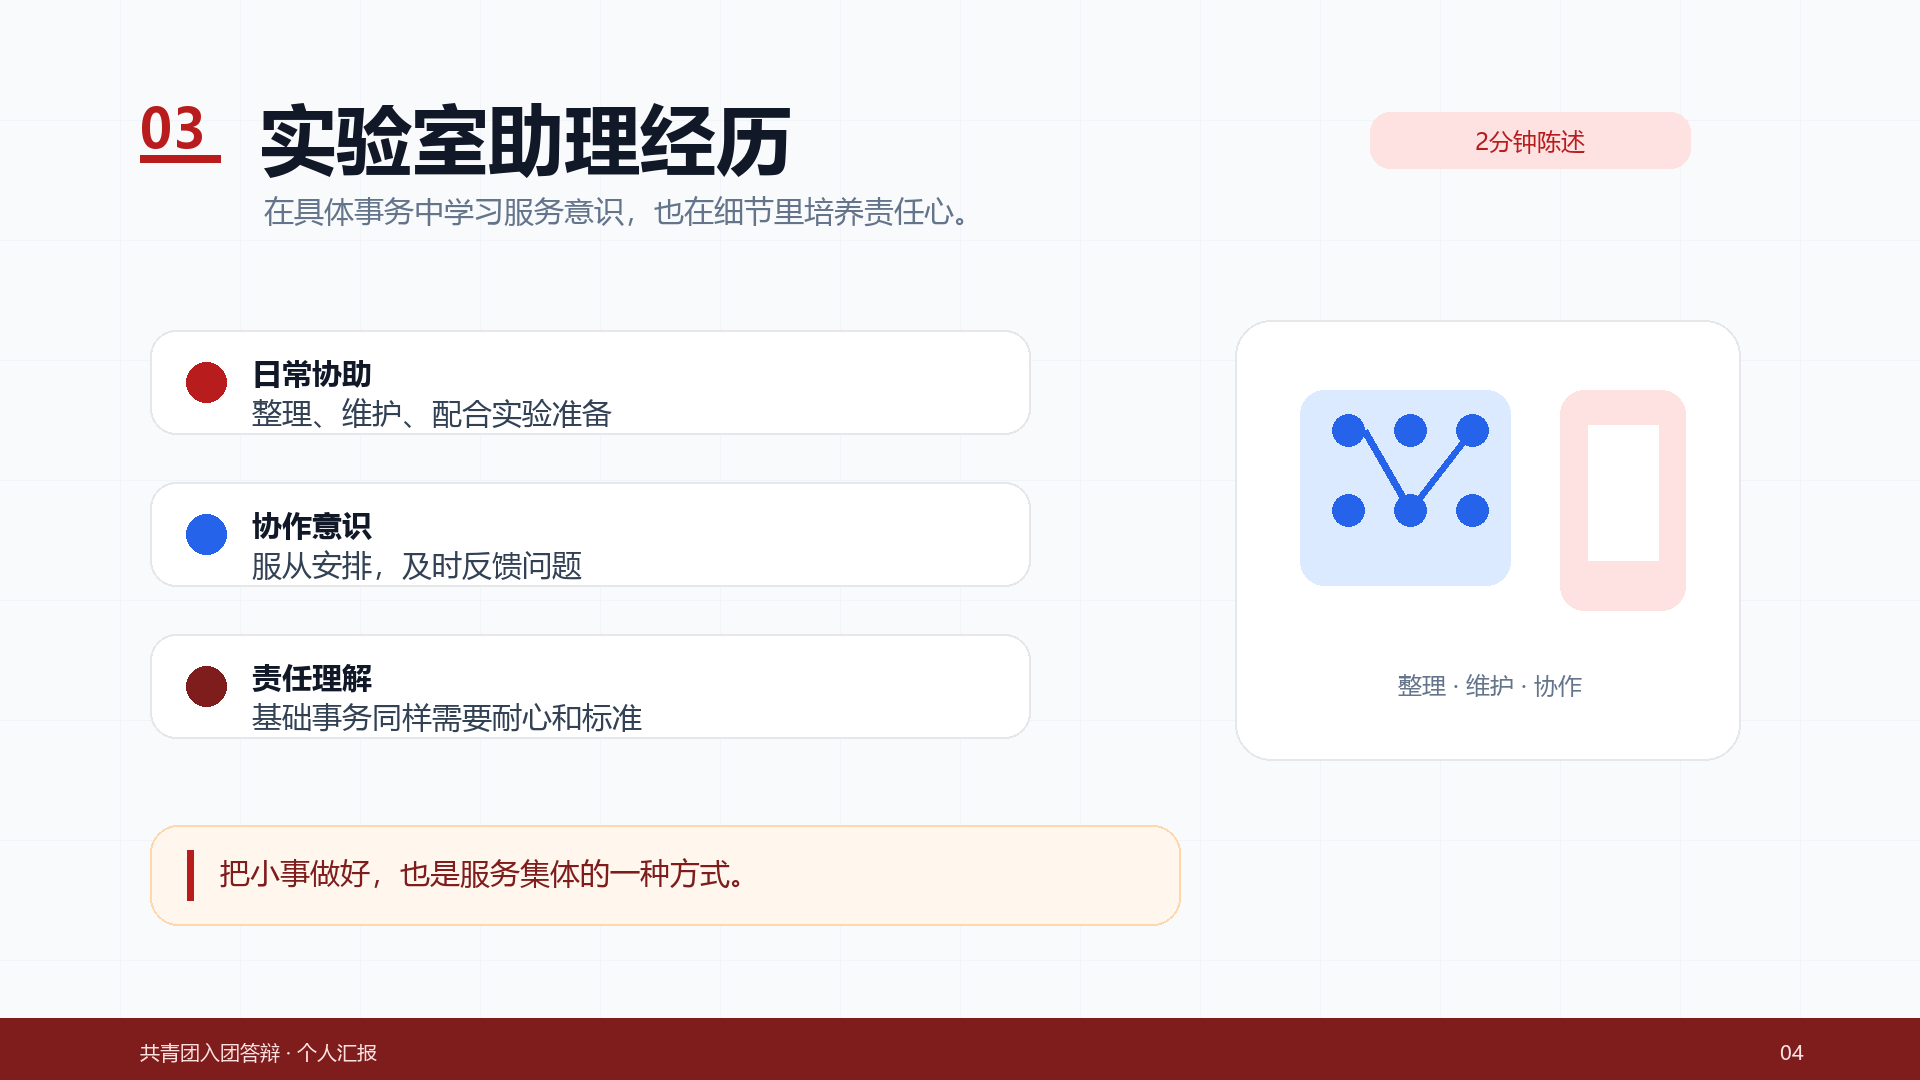 03
实验室助理经历
2分钟陈述
在具体事务中学习服务意识，也在细节里培养责任心。
日常协助
整理、维护、配合实验准备
协作意识
服从安排，及时反馈问题
责任理解
基础事务同样需要耐心和标准
整理 · 维护 · 协作
把小事做好，也是服务集体的一种方式。
共青团入团答辩 · 个人汇报
04